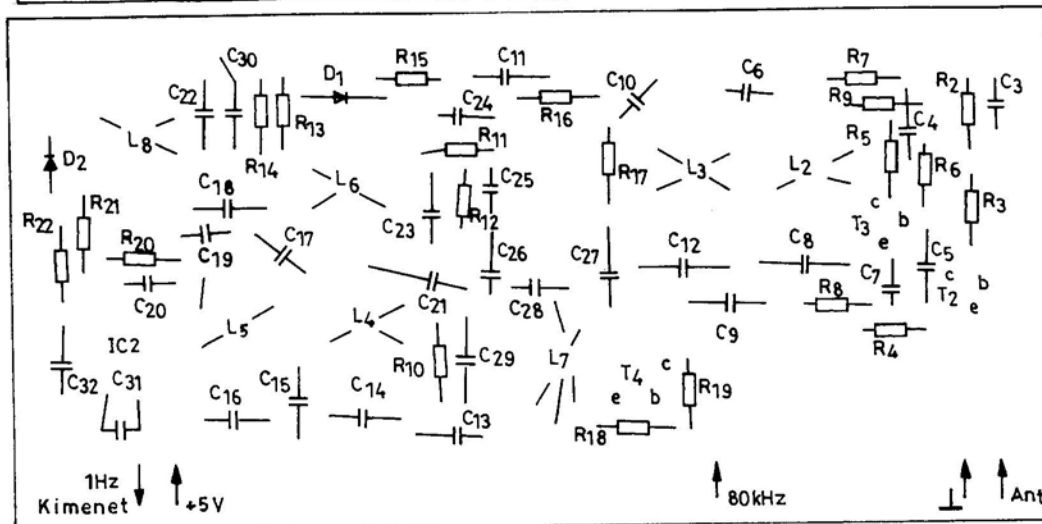 C30
R15
C11
C10
C6
R7
R2
C3
C22
D1
C24
R16
R9
C4
L8
R14
R13
R11
R17
L3
L2
R5
R6
D2
C18
L6
C25
R12
C23
T3
c
b
e
R3
R21
R22
R20
C19
C17
C26
C27
C12
C8
C7
C5
C20
C21
C28
C9
R8
T2
c
b
e
L5
L4
R10
C29
L7
R4
IC2
C32
C31
C16
C15
C14
C13
T4
c
e
b
R19
R18
1Hz
Kimenet
+5V
80kHz
Ant